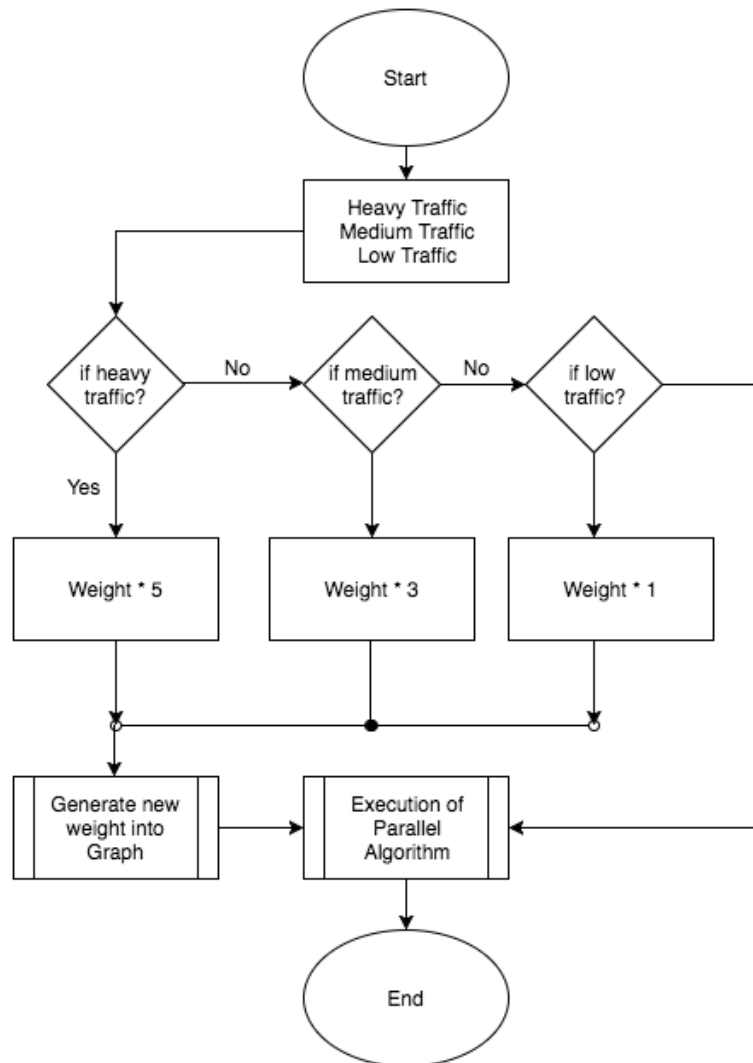 Start
Heavy Traffic
Medium Traffic
Low Traffic
if heavy
traffic?
No
if medium
traffic?
No
if low
traffic?
Yes
Weight * 5
Weight * 3
Weight * 1
Generate new
weight into
Graph
Execution of
Parallel
Algorithm
End